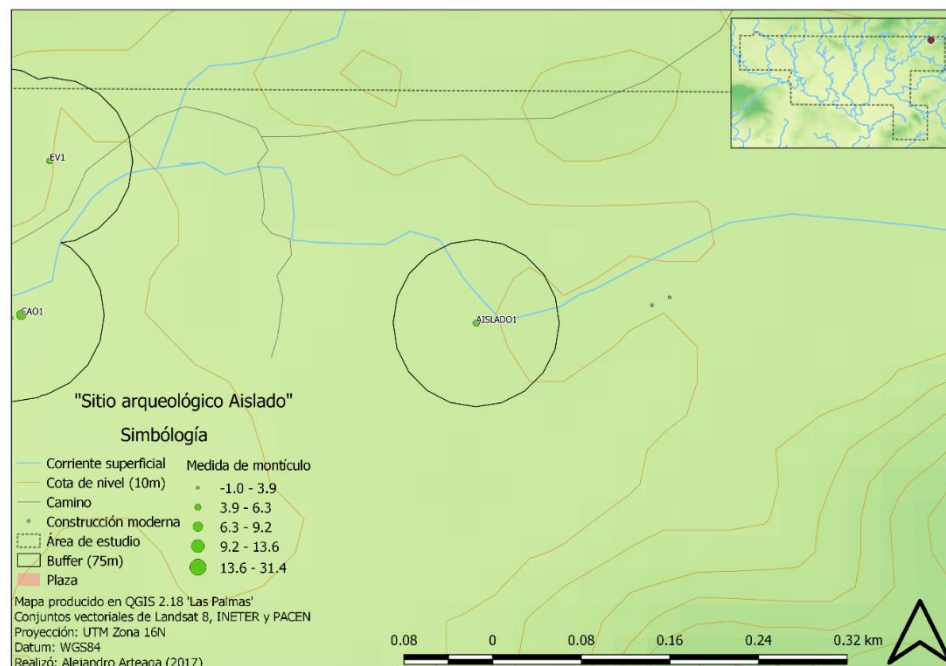 EV1
CAO1
AISLADO1
"Sitio arqueológico Aislado"
Simbólogía
Corriente superficial
Cota de nivel (10m)
Camino
Construcción moderna
Área de estudio
Buffer (75m)
Plaza
Medida de montículo
-1.0 - 3.9
3.9 - 6.3
6.3 - 9.2
9.2 - 13.6
13.6 - 31.4
Mapa producido en QGIS 2.18 'Las Palmas'
Conjuntos vectoriales de Landsat 8, INETER y PACEN
Proyección: UTM Zona 16N
Datum: WGS84
Realizó: Alejandro Arteaga (2017)
0.08 0 0.08 0.16 0.24 0.32 km